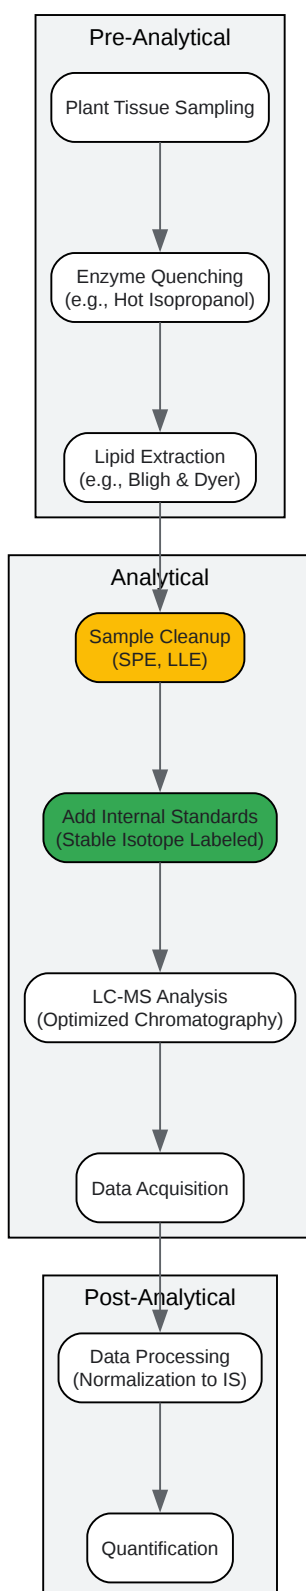 Pre-Analytical
Plant Tissue Sampling
Enzyme Quenching
(e.g., Hot Isopropanol)
Lipid Extraction
(e.g., Bligh & Dyer)
Analytical
Sample Cleanup
(SPE, LLE)
Add Internal Standards
(Stable Isotope Labeled)
LC-MS Analysis
(Optimized Chromatography)
Data Acquisition
Post-Analytical
Data Processing
(Normalization to IS)
Quantification